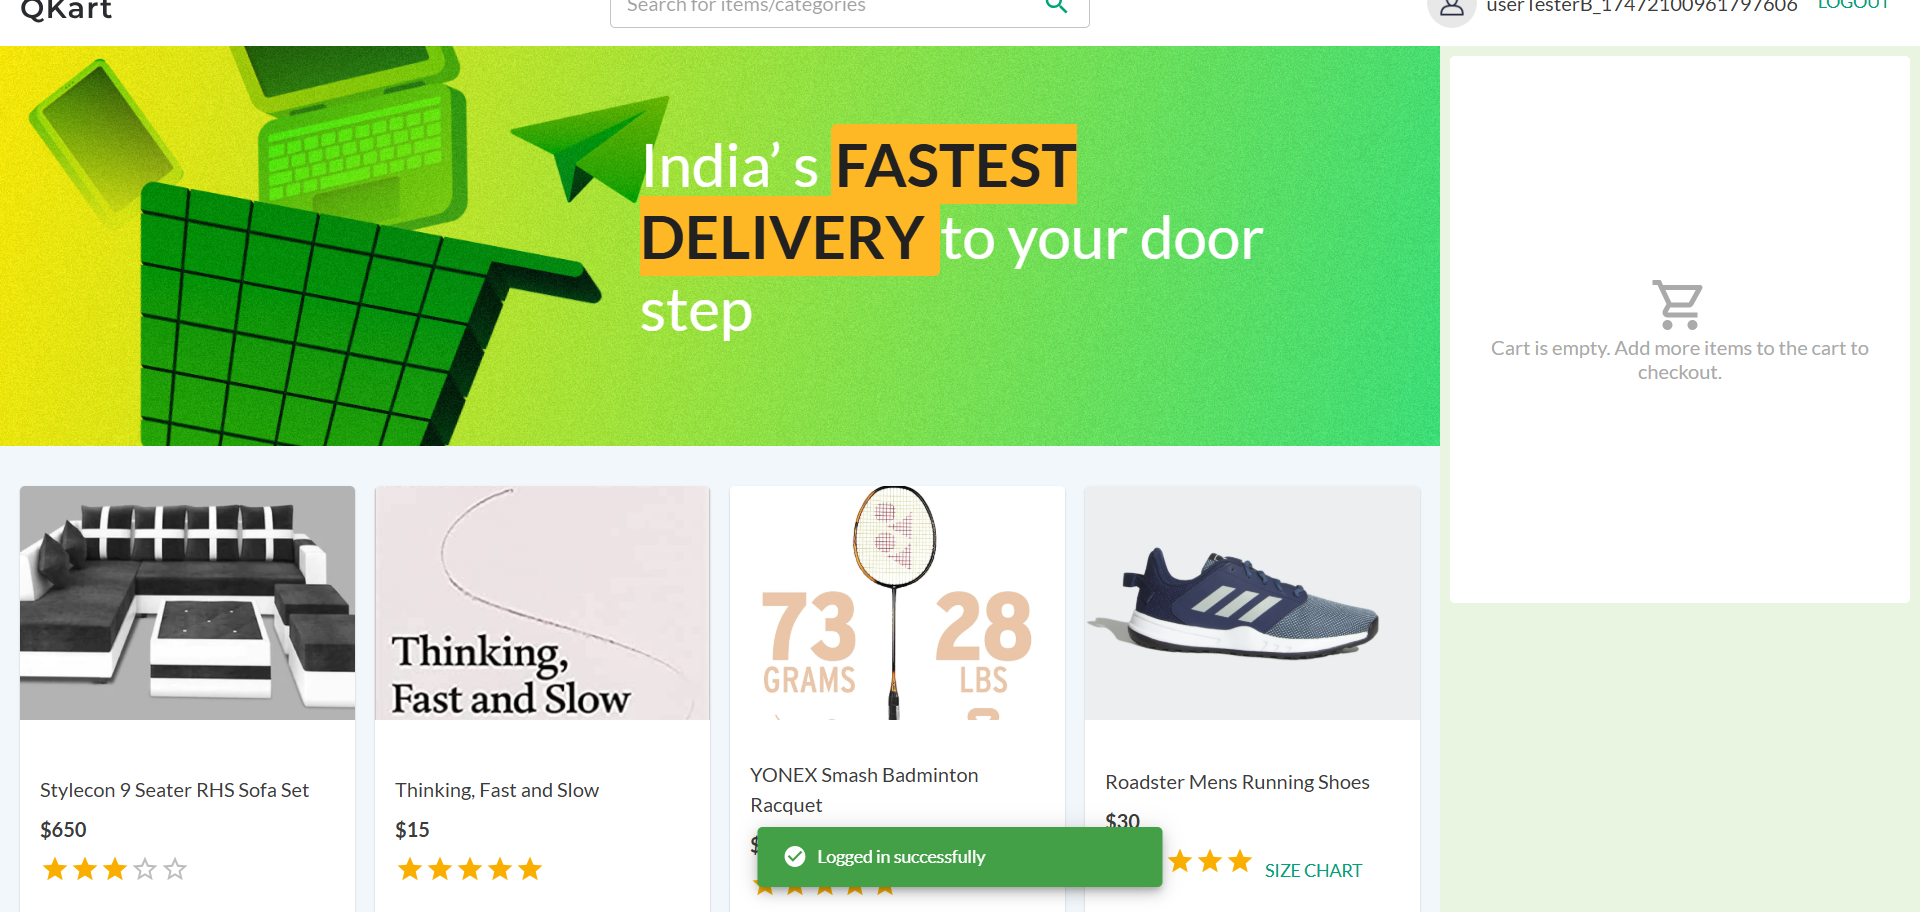 QKart
Search for items/categories
userTesterB_17472100961797606
LOGOUT
India’ s FASTEST
DELIVERY to your door
step
Cart is empty. Add more items to the cart to
checkout.
Thinking,
Fast and Slow
73
GRAMS
28
LBS
Stylecon 9 Seater RHS Sofa Set
$650
Thinking, Fast and Slow
$15
YONEX Smash Badminton
Racquet
$
Roadster Mens Running Shoes
$30
SIZE CHART
Logged in successfully